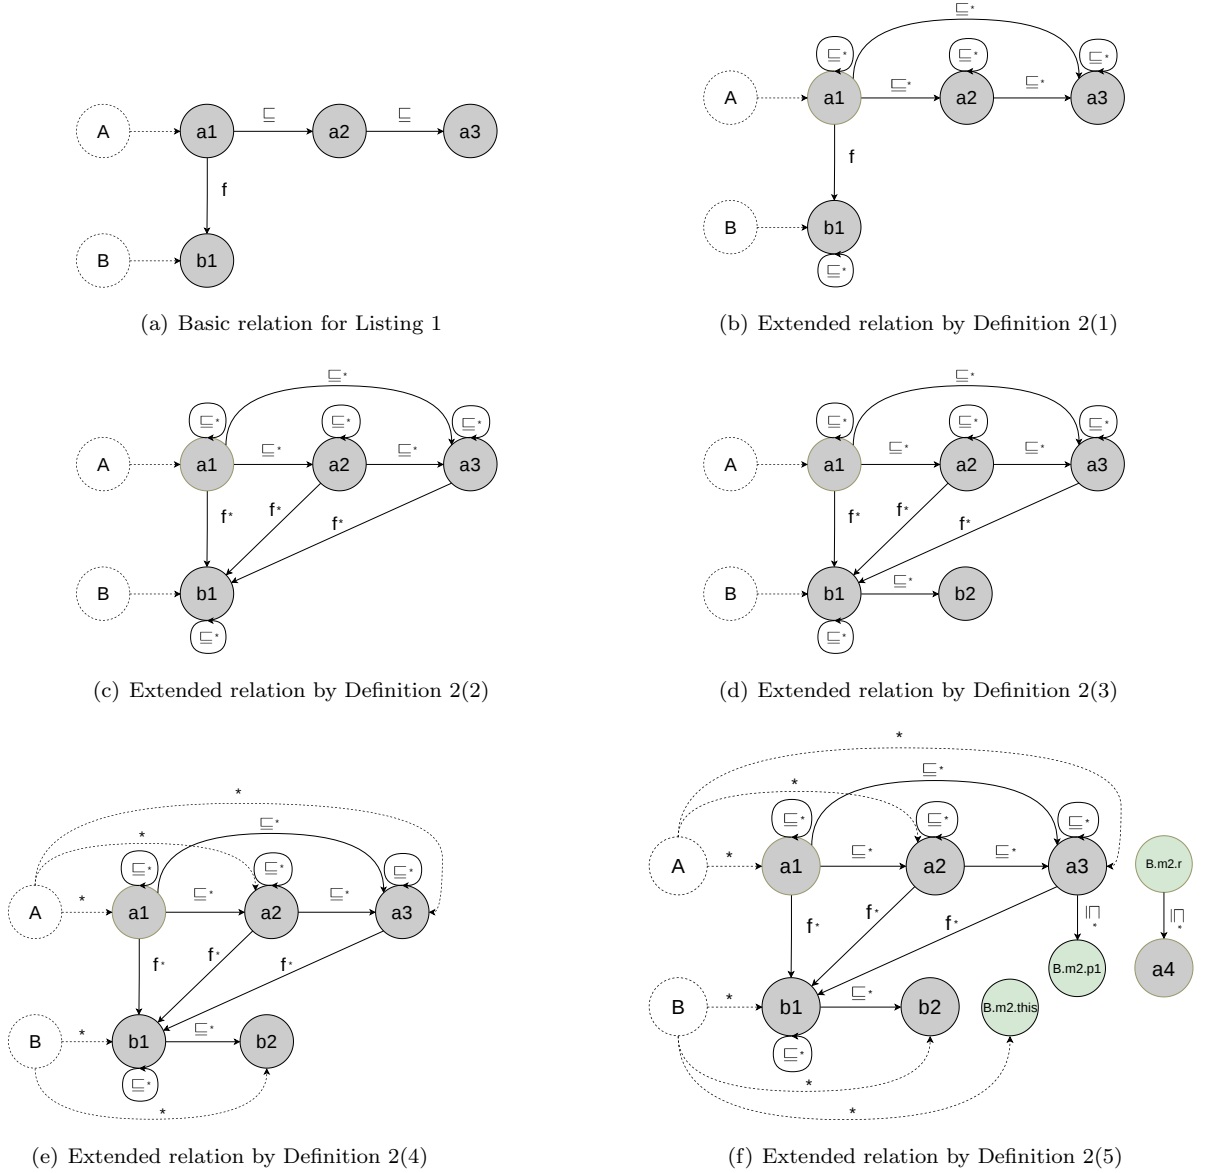 A a1 ⊑ a2 ⊑ a3
f
B b1
(a) Basic relation for Listing 1
⊑*
⊑* ⊑* ⊑*
A a1 ⊑* a2 ⊑* a3
f
B b1
⊑*
(b) Extended relation by Definition 2(1)
⊑*
⊑* ⊑* ⊑*
A a1 ⊑* a2 ⊑* a3
f* f* f*
B b1
⊑*
(c) Extended relation by Definition 2(2)
⊑*
⊑* ⊑* ⊑*
A a1 ⊑* a2 ⊑* a3
f* f* f*
B b1 ⊑* b2
⊑*
(d) Extended relation by Definition 2(3)
*
* ⊑*
⊑* ⊑* ⊑*
A * a1 ⊑* a2 ⊑* a3
f* f* f*
B * b1 ⊑* b2
⊑*
*
(e) Extended relation by Definition 2(4)
*
* ⊑*
⊑* ⊑* ⊑*
A * a1 ⊑* a2 ⊑* a3 B.m2.r
f* f* f* ⊑* ⊑*
B.m2.p1 a4
B * b1 ⊑* b2 B.m2.this
⊑*
*
*
(f) Extended relation by Definition 2(5)